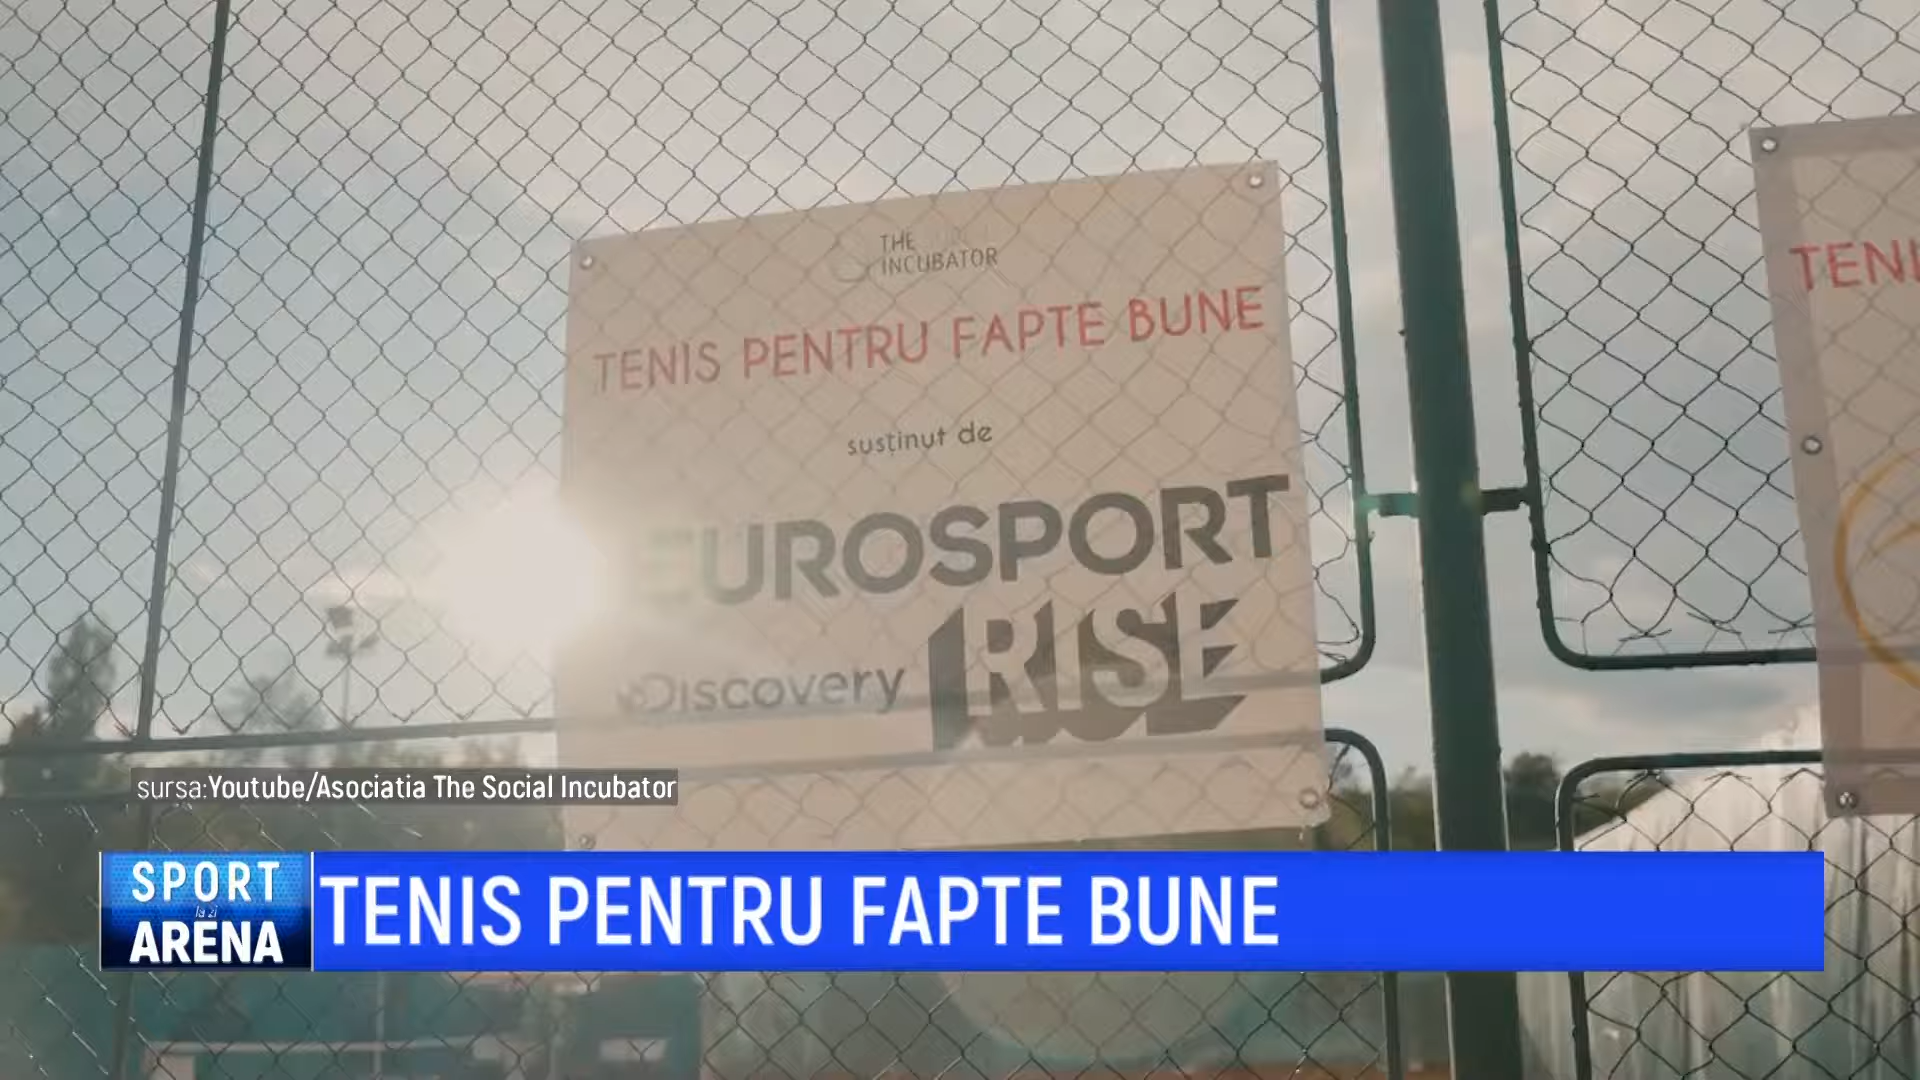 THE
INCUBATOR
TENIS PENTRU FAPTE BUNE
susținut de
EUROSPORT
Discovery RISE
TENI
sursa:Youtube/Asociatia The Social Incubator
SPORT
la zi
ARENA
TENIS PENTRU FAPTE BUNE